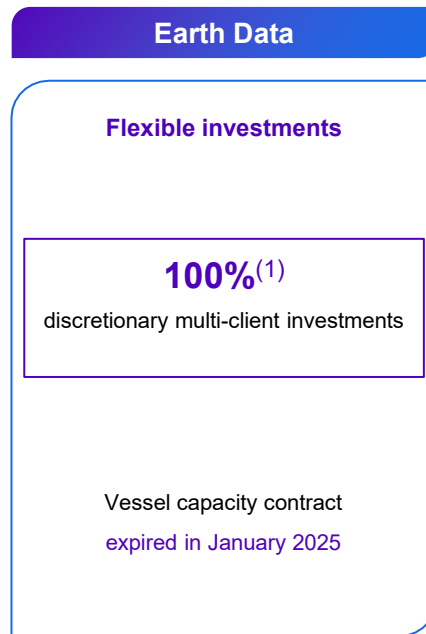 Earth Data
Flexible investments
100%(1)
discretionary multi-client investments
Vessel capacity contract
expired in January 2025